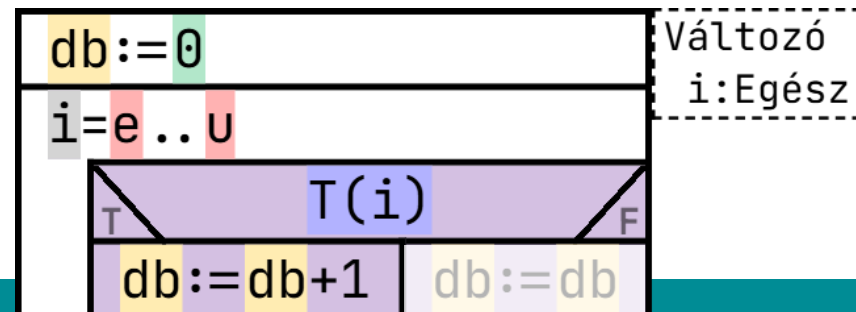 db:=0
Változó
i:Egész
i=e..u
T(i)
T
F
db:=db+1
db:=db